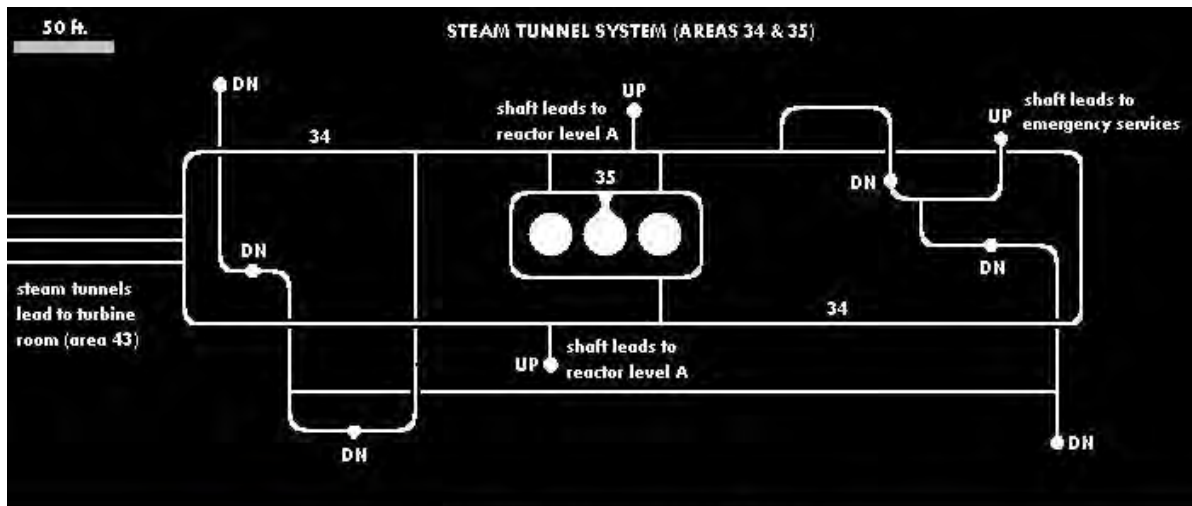 50 ft.
STEAM TUNNEL SYSTEM (AREAS 34 & 35)
DN
UP
shaft leads to
reactor level A
shaft leads to
emergency services
UP
34
35
DN
DN
DN
steam tunnels
lead to turbine
room (area 43)
34
UP
shaft leads to
reactor level A
DN
DN